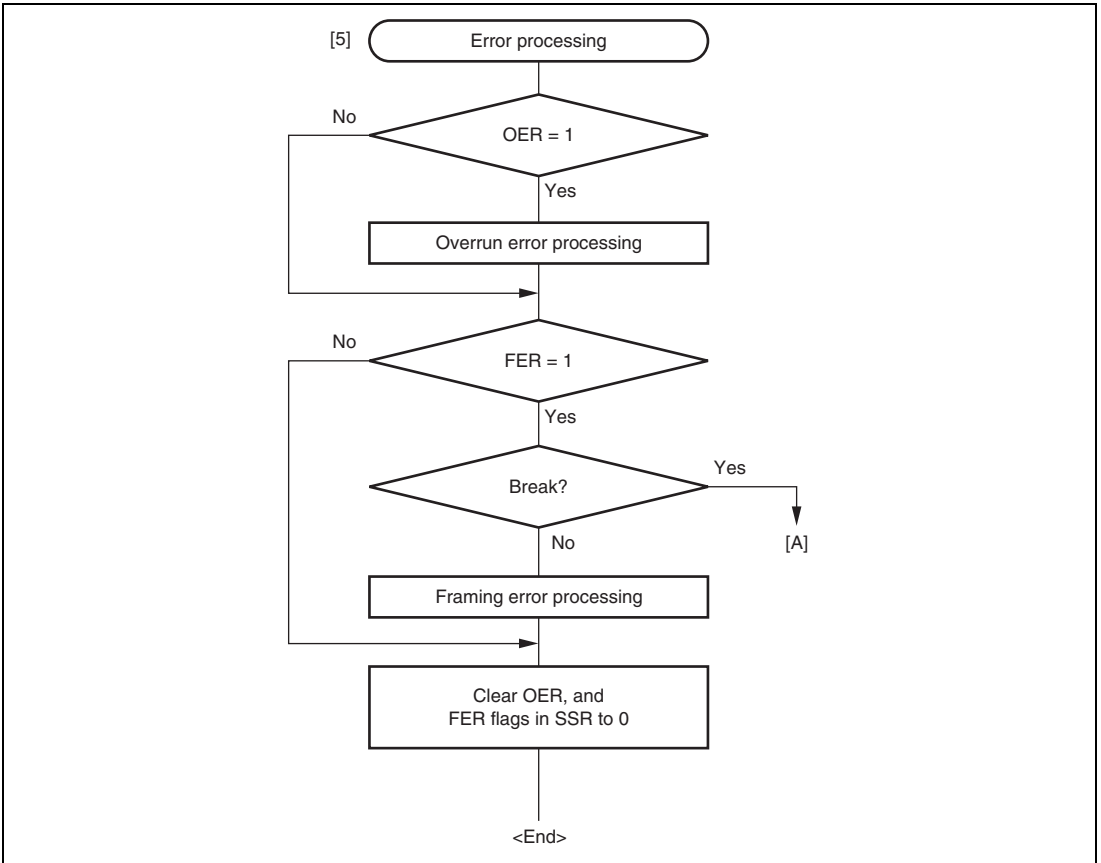 [5]
Error processing
No
OER = 1
Yes
Overrun error processing
No
FER = 1
Yes
Break?
Yes
No
[A]
Framing error processing
Clear OER, and
FER flags in SSR to 0
<End>